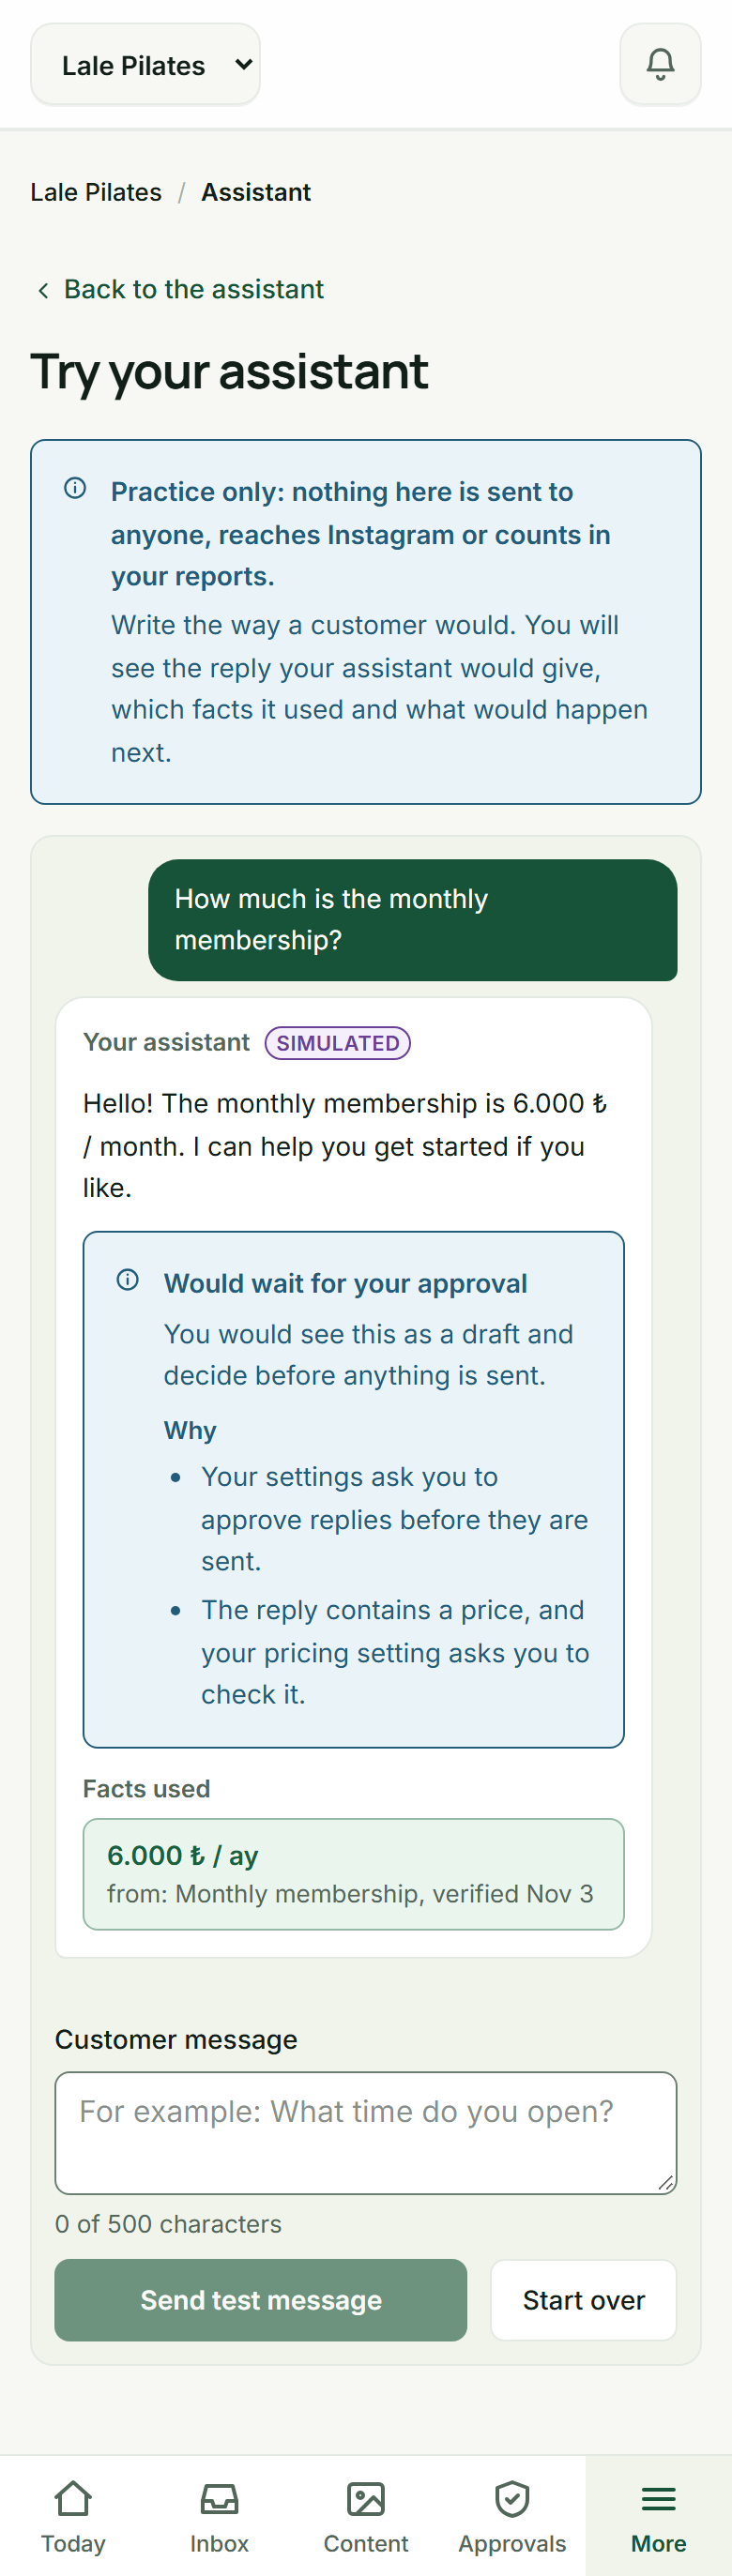 Lale Pilates
Lale Pilates / Assistant
Back to the assistant
Try your assistant
Practice only: nothing here is sent to
anyone, reaches Instagram or counts in
your reports.
Write the way a customer would. You will
see the reply your assistant would give,
which facts it used and what would happen
next.
How much is the monthly
membership?
Your assistant SIMULATED
Hello! The monthly membership is 6.000 ₺
/ month. I can help you get started if you
like.
Would wait for your approval
You would see this as a draft and
decide before anything is sent.
Why
• Your settings ask you to
approve replies before they are
sent.
• The reply contains a price, and
your pricing setting asks you to
check it.
Facts used
6.000 ₺ / ay
from: Monthly membership, verified Nov 3
Customer message
For example: What time do you open?
0 of 500 characters
Send test message
Start over
Today
Inbox
Content
Approvals
More